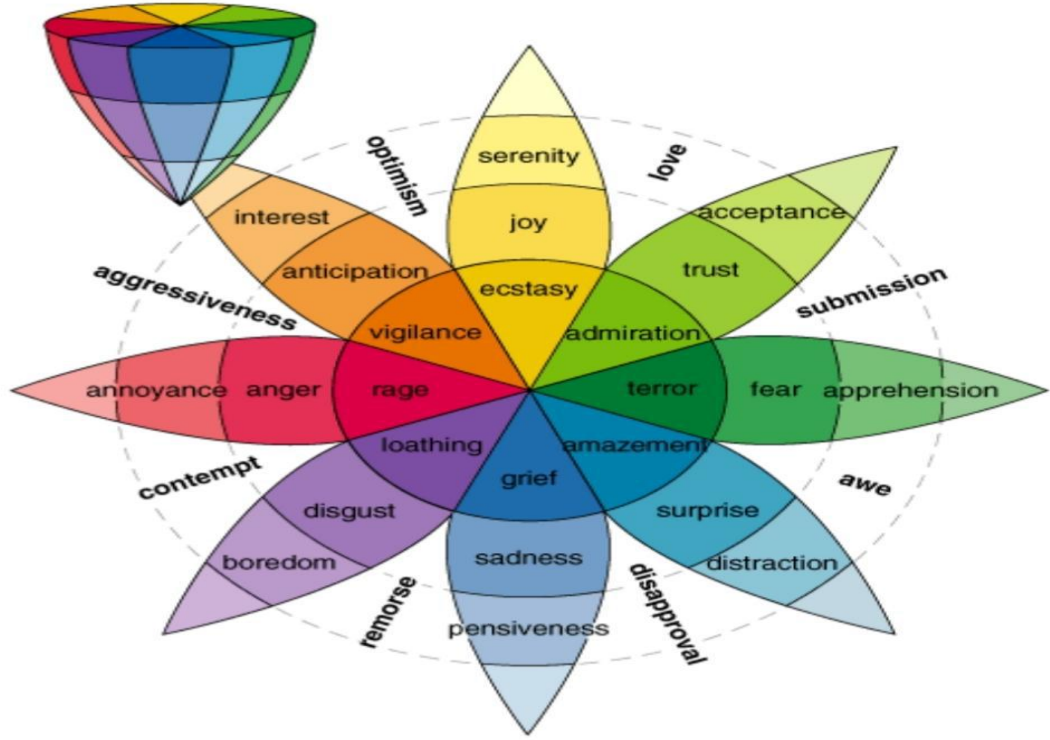 optimism
serenity
love
interest
joy
acceptance
anticipation
ecstasy
trust
aggressiveness
vigilance
admiration
submission
annoyance
anger
rage
terror
fear
apprehension
loathing
amazement
contempt
grief
awe
disgust
surprise
boredom
sadness
distraction
remorse
pensiveness
disapproval